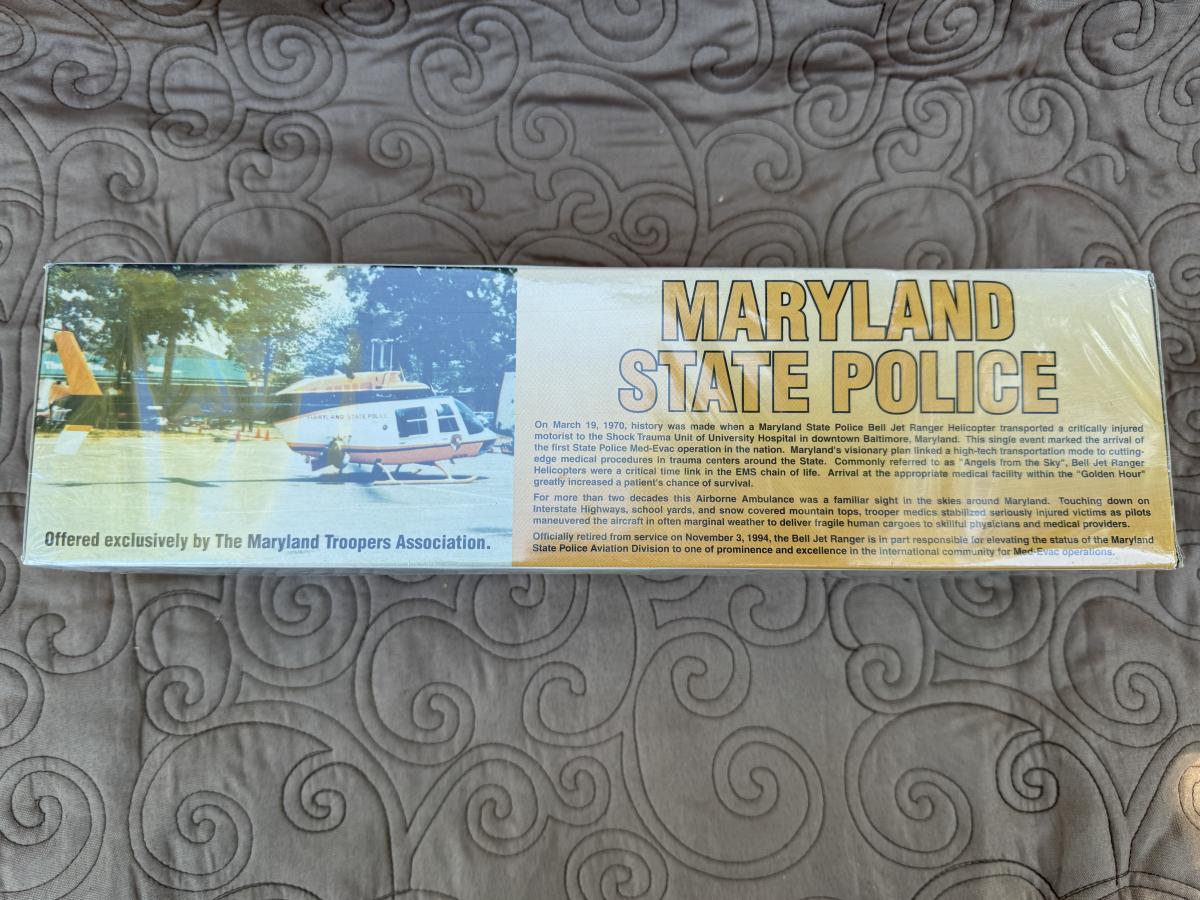 MARYLAND STATE POLICE
Offered exclusively by The Maryland Troopers Association.
MARYLAND
STATE POLICE
On March 19, 1970, history was made when a Maryland State Police Bell Jet Ranger Helicopter transported a critically injured
motorist to the Shock Trauma Unit of University Hospital in downtown Baltimore, Maryland. This single event marked the arrival of
the first State Police Med-Evac operation in the nation. Maryland's visionary plan linked a high-tech transportation mode to cutting-
edge medical procedures in trauma centers around the State. Commonly referred to as "Angels from the Sky", Bell Jet Ranger
Helicopters were a critical time link in the EMS chain of life. Arrival at the appropriate medical facility within the "Golden Hour"
greatly increased a patient's chance of survival.
For more than two decades this Airborne Ambulance was a familiar sight in the skies around Maryland. Touching down on
Interstate Highways, school yards, and snow covered mountain tops, trooper medics stabilized seriously injured victims as pilots
maneuvered the aircraft in often marginal weather to deliver fragile human cargoes to skillful physicians and medical providers.
Officially retired from service on November 3, 1994, the Bell Jet Ranger is in part responsible for elevating the status of the Maryland
State Police Aviation Division to one of prominence and excellence in the international community for Med-Evac operations.